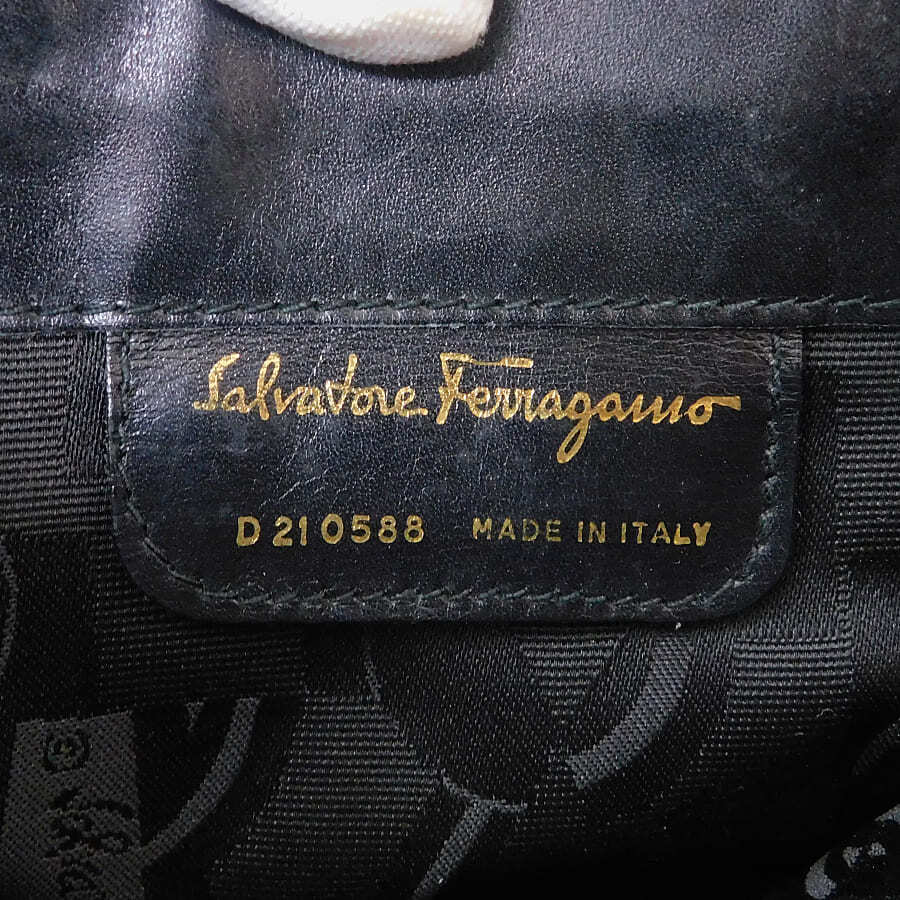 Salvatore Ferragamo
D 21 0588 MADE IN ITALY
©